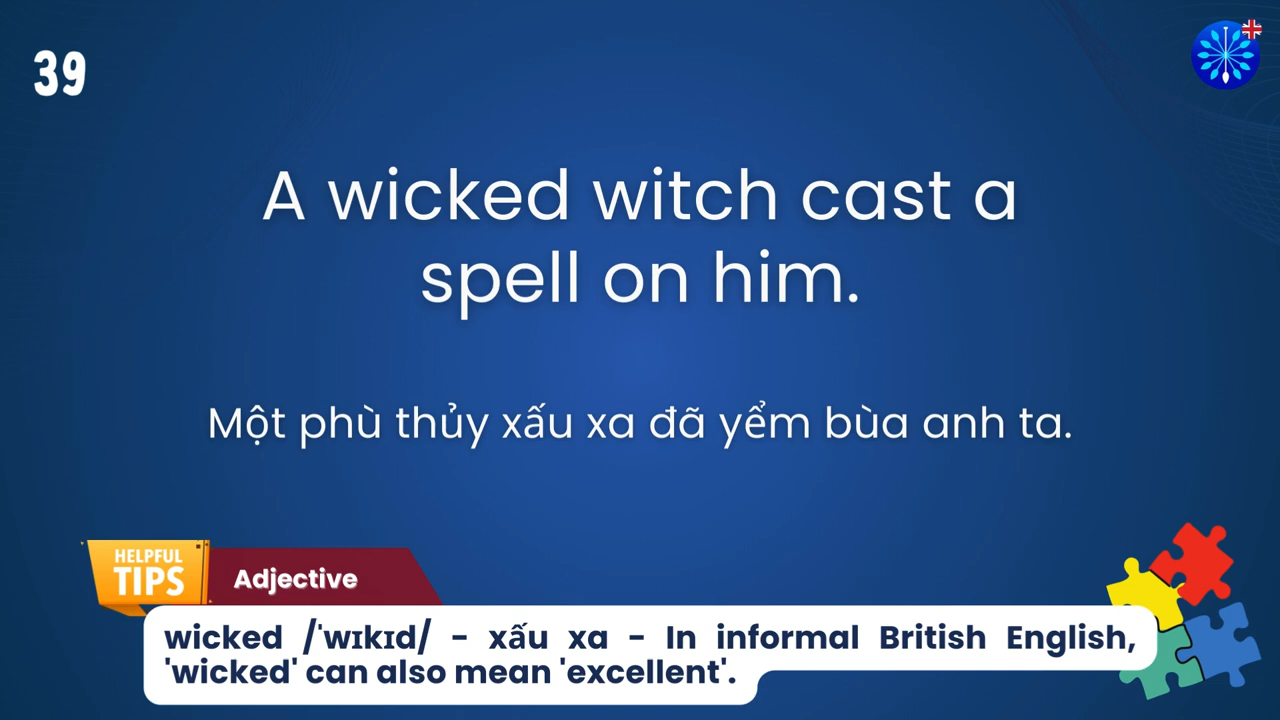 39
A wicked witch cast a
spell on him.
Một phù thủy xấu xa đã yểm bùa anh ta.
HELPFUL
TIPS
Adjective
wicked /ˈwɪkɪd/ - xấu xa - In informal British English,
'wicked' can also mean 'excellent'.